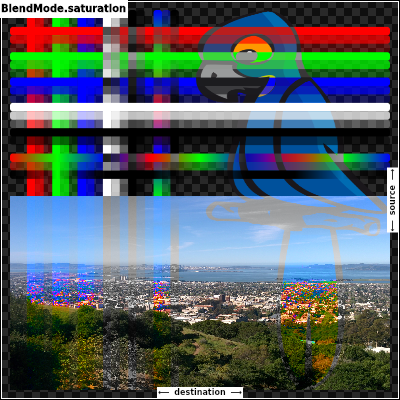 BlendMode.saturation
← source →
← destination →